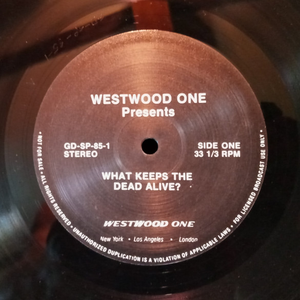 WESTWOOD ONE
Presents
GD-SP-85-1
STEREO
SIDE ONE
33 1/3 RPM
WHAT KEEPS THE
DEAD ALIVE?
WESTWOOD ONE
New York • Los Angeles • London
• NOT FOR SALE • ALL RIGHTS RESERVED • UNAUTHORIZED DUPLICATION IS A VIOLATION OF APPLICABLE LAWS • FOR LICENSED BROADCAST USE ONLY •